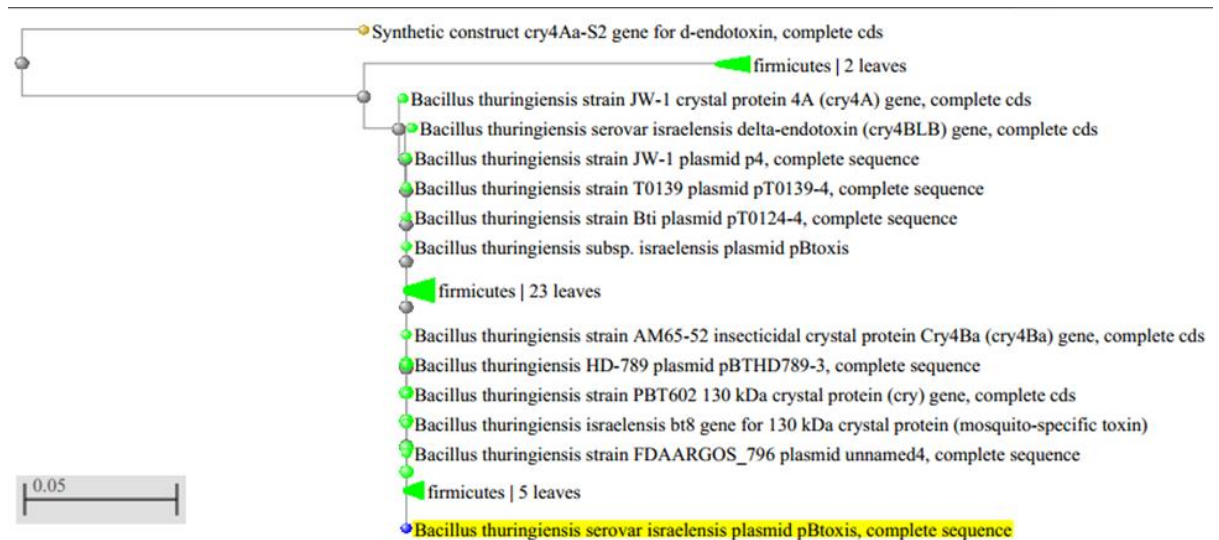 Synthetic construct cry4Aa-S2 gene for d-endotoxin, complete cds
firmicutes | 2 leaves
Bacillus thuringiensis strain JW-1 crystal protein 4A (cry4A) gene, complete cds
Bacillus thuringiensis serovar israelensis delta-endotoxin (cry4BLB) gene, complete cds
Bacillus thuringiensis strain JW-1 plasmid p4, complete sequence
Bacillus thuringiensis strain T0139 plasmid pT0139-4, complete sequence
Bacillus thuringiensis strain Bti plasmid pT0124-4, complete sequence
Bacillus thuringiensis subsp. israelensis plasmid pBtoxis
firmicutes | 23 leaves
Bacillus thuringiensis strain AM65-52 insecticidal crystal protein Cry4Ba (cry4Ba) gene, complete cds
Bacillus thuringiensis HD-789 plasmid pBTHD789-3, complete sequence
Bacillus thuringiensis strain PBT602 130 kDa crystal protein (cry) gene, complete cds
Bacillus thuringiensis israelensis bt8 gene for 130 kDa crystal protein (mosquito-specific toxin)
Bacillus thuringiensis strain FDAARGOS_796 plasmid unnamed4, complete sequence
firmicutes | 5 leaves
Bacillus thuringiensis serovar israelensis plasmid pBtoxis, complete sequence
0.05